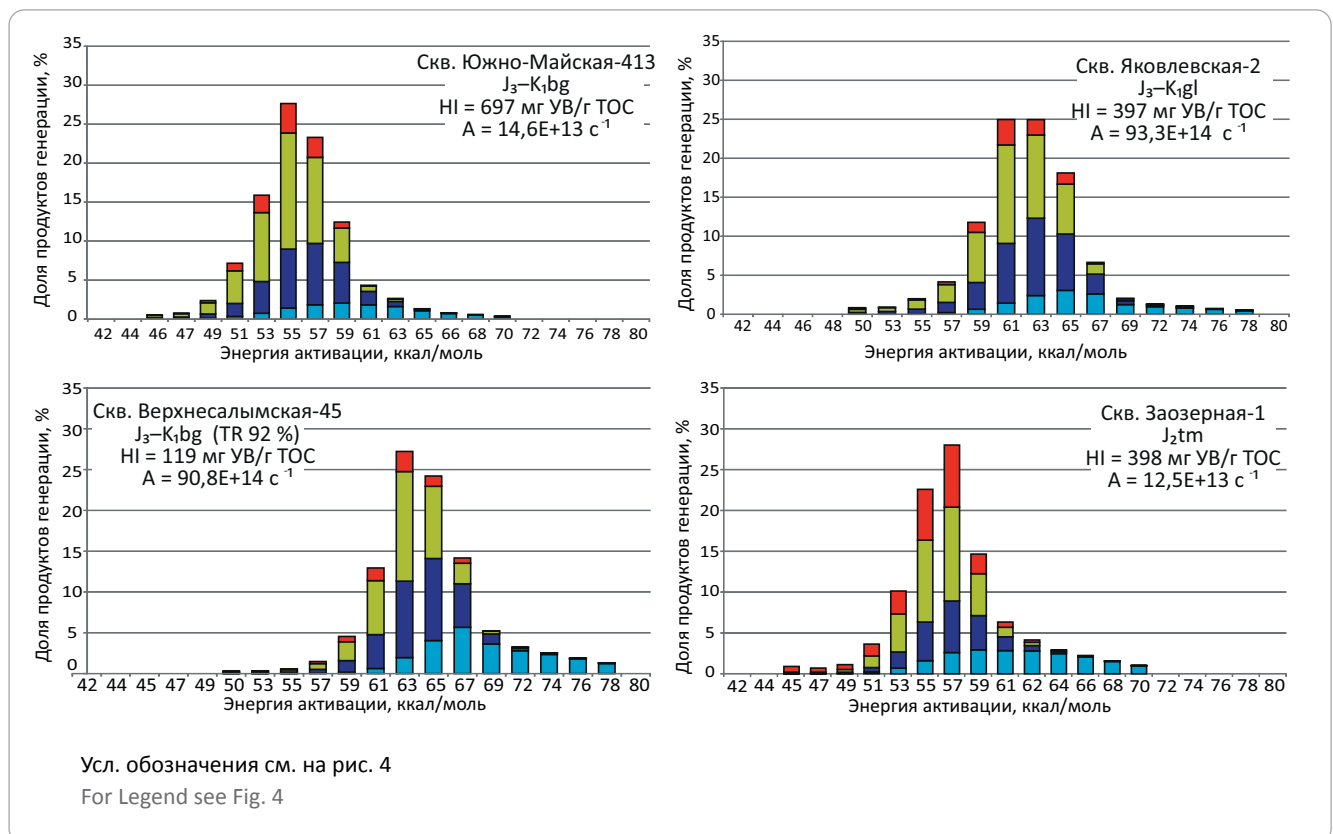 Доля продуктов генерации, %
35
30
25
20
15
10
5
0
Скв. Южно-Майская-413
J₃–K₁bg
HI = 697 мг УВ/г TOC
A = 14,6E+13 с ⁻¹
42 44 46 47 49 51 53 55 57 59 61 63 65 66 68 70 72 74 76 78 80
Энергия активации, ккал/моль
Доля продуктов генерации, %
35
30
25
20
15
10
5
0
Скв. Яковлевская-2
J₃–K₁gl
HI = 397 мг УВ/г TOC
A = 93,3E+14 с ⁻¹
42 44 46 48 50 53 55 57 59 61 63 65 67 69 72 74 76 78 80
Энергия активации, ккал/моль
Доля продуктов генерации, %
35
30
25
20
15
10
5
0
Скв. Верхнесалымская-45
J₃–K₁bg (TR 92 %)
HI = 119 мг УВ/г TOC
A = 90,8E+14 с ⁻¹
42 44 45 47 49 50 53 55 57 59 61 63 65 67 69 72 74 76 78 80
Энергия активации, ккал/моль
Доля продуктов генерации, %
35
30
25
20
15
10
5
0
Скв. Заозерная-1
J₂tm
HI = 398 мг УВ/г TOC
A = 12,5E+13 с ⁻¹
42 44 45 47 49 51 53 55 57 59 61 62 64 66 68 70 72 74 76 78 80
Энергия активации, ккал/моль
Усл. обозначения см. на рис. 4
For Legend see Fig. 4